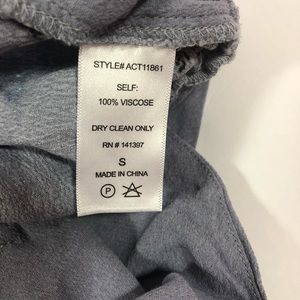 STYLE# ACT11861
SELF:
100% VISCOSE
DRY CLEAN ONLY
RN # 141397
S
MADE IN CHINA
P